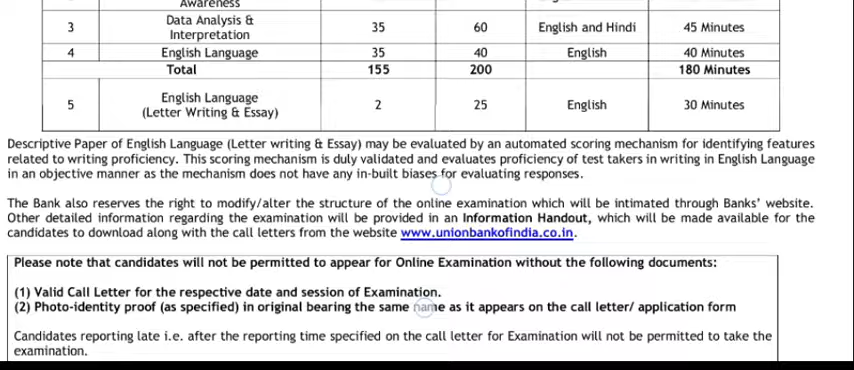 Awareness
3 Data Analysis & Interpretation 35 60 English and Hindi 45 Minutes
4 English Language 35 40 English 40 Minutes
Total 155 200 180 Minutes
5 English Language (Letter Writing & Essay) 2 25 English 30 Minutes
Descriptive Paper of English Language (Letter writing & Essay) may be evaluated by an automated scoring mechanism for identifying features
related to writing proficiency. This scoring mechanism is duly validated and evaluates proficiency of test takers in writing in English Language
in an objective manner as the mechanism does not have any in-built biases for evaluating responses.
The Bank also reserves the right to modify/alter the structure of the online examination which will be intimated through Banks' website.
Other detailed information regarding the examination will be provided in an Information Handout, which will be made available for the
candidates to download along with the call letters from the website www.unionbankofindia.co.in.
Please note that candidates will not be permitted to appear for Online Examination without the following documents:
(1) Valid Call Letter for the respective date and session of Examination.
(2) Photo-identity proof (as specified) in original bearing the same name as it appears on the call letter/ application form
Candidates reporting late i.e. after the reporting time specified on the call letter for Examination will not be permitted to take the
examination.